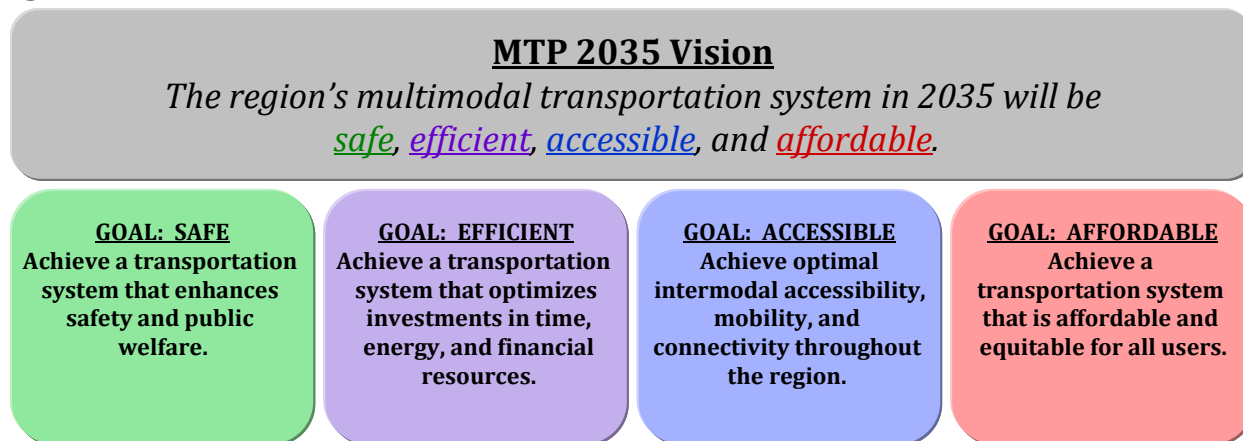 MTP 2035 Vision
The region’s multimodal transportation system in 2035 will be
safe, efficient, accessible, and affordable.
GOAL: SAFE
Achieve a transportation
system that enhances
safety and public
welfare.
GOAL: EFFICIENT
Achieve a transportation
system that optimizes
investments in time,
energy, and financial
resources.
GOAL: ACCESSIBLE
Achieve optimal
intermodal accessibility,
mobility, and
connectivity throughout
the region.
GOAL: AFFORDABLE
Achieve a
transportation system
that is affordable and
equitable for all users.